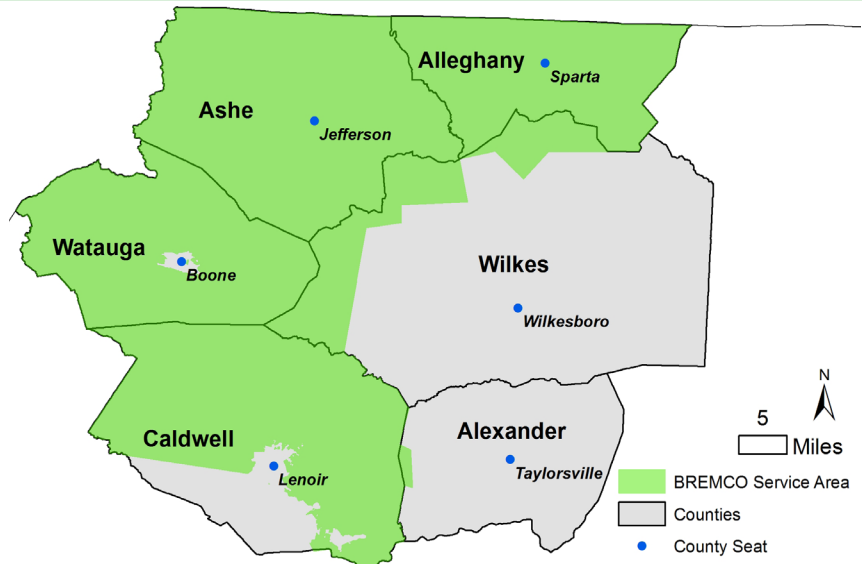 Alleghany
Sparta
Ashe
Jefferson
Watauga
Boone
Wilkes
Wilkesboro
Caldwell
Lenoir
Alexander
Taylorsville
N
5
Miles
BREMCO Service Area
Counties
County Seat